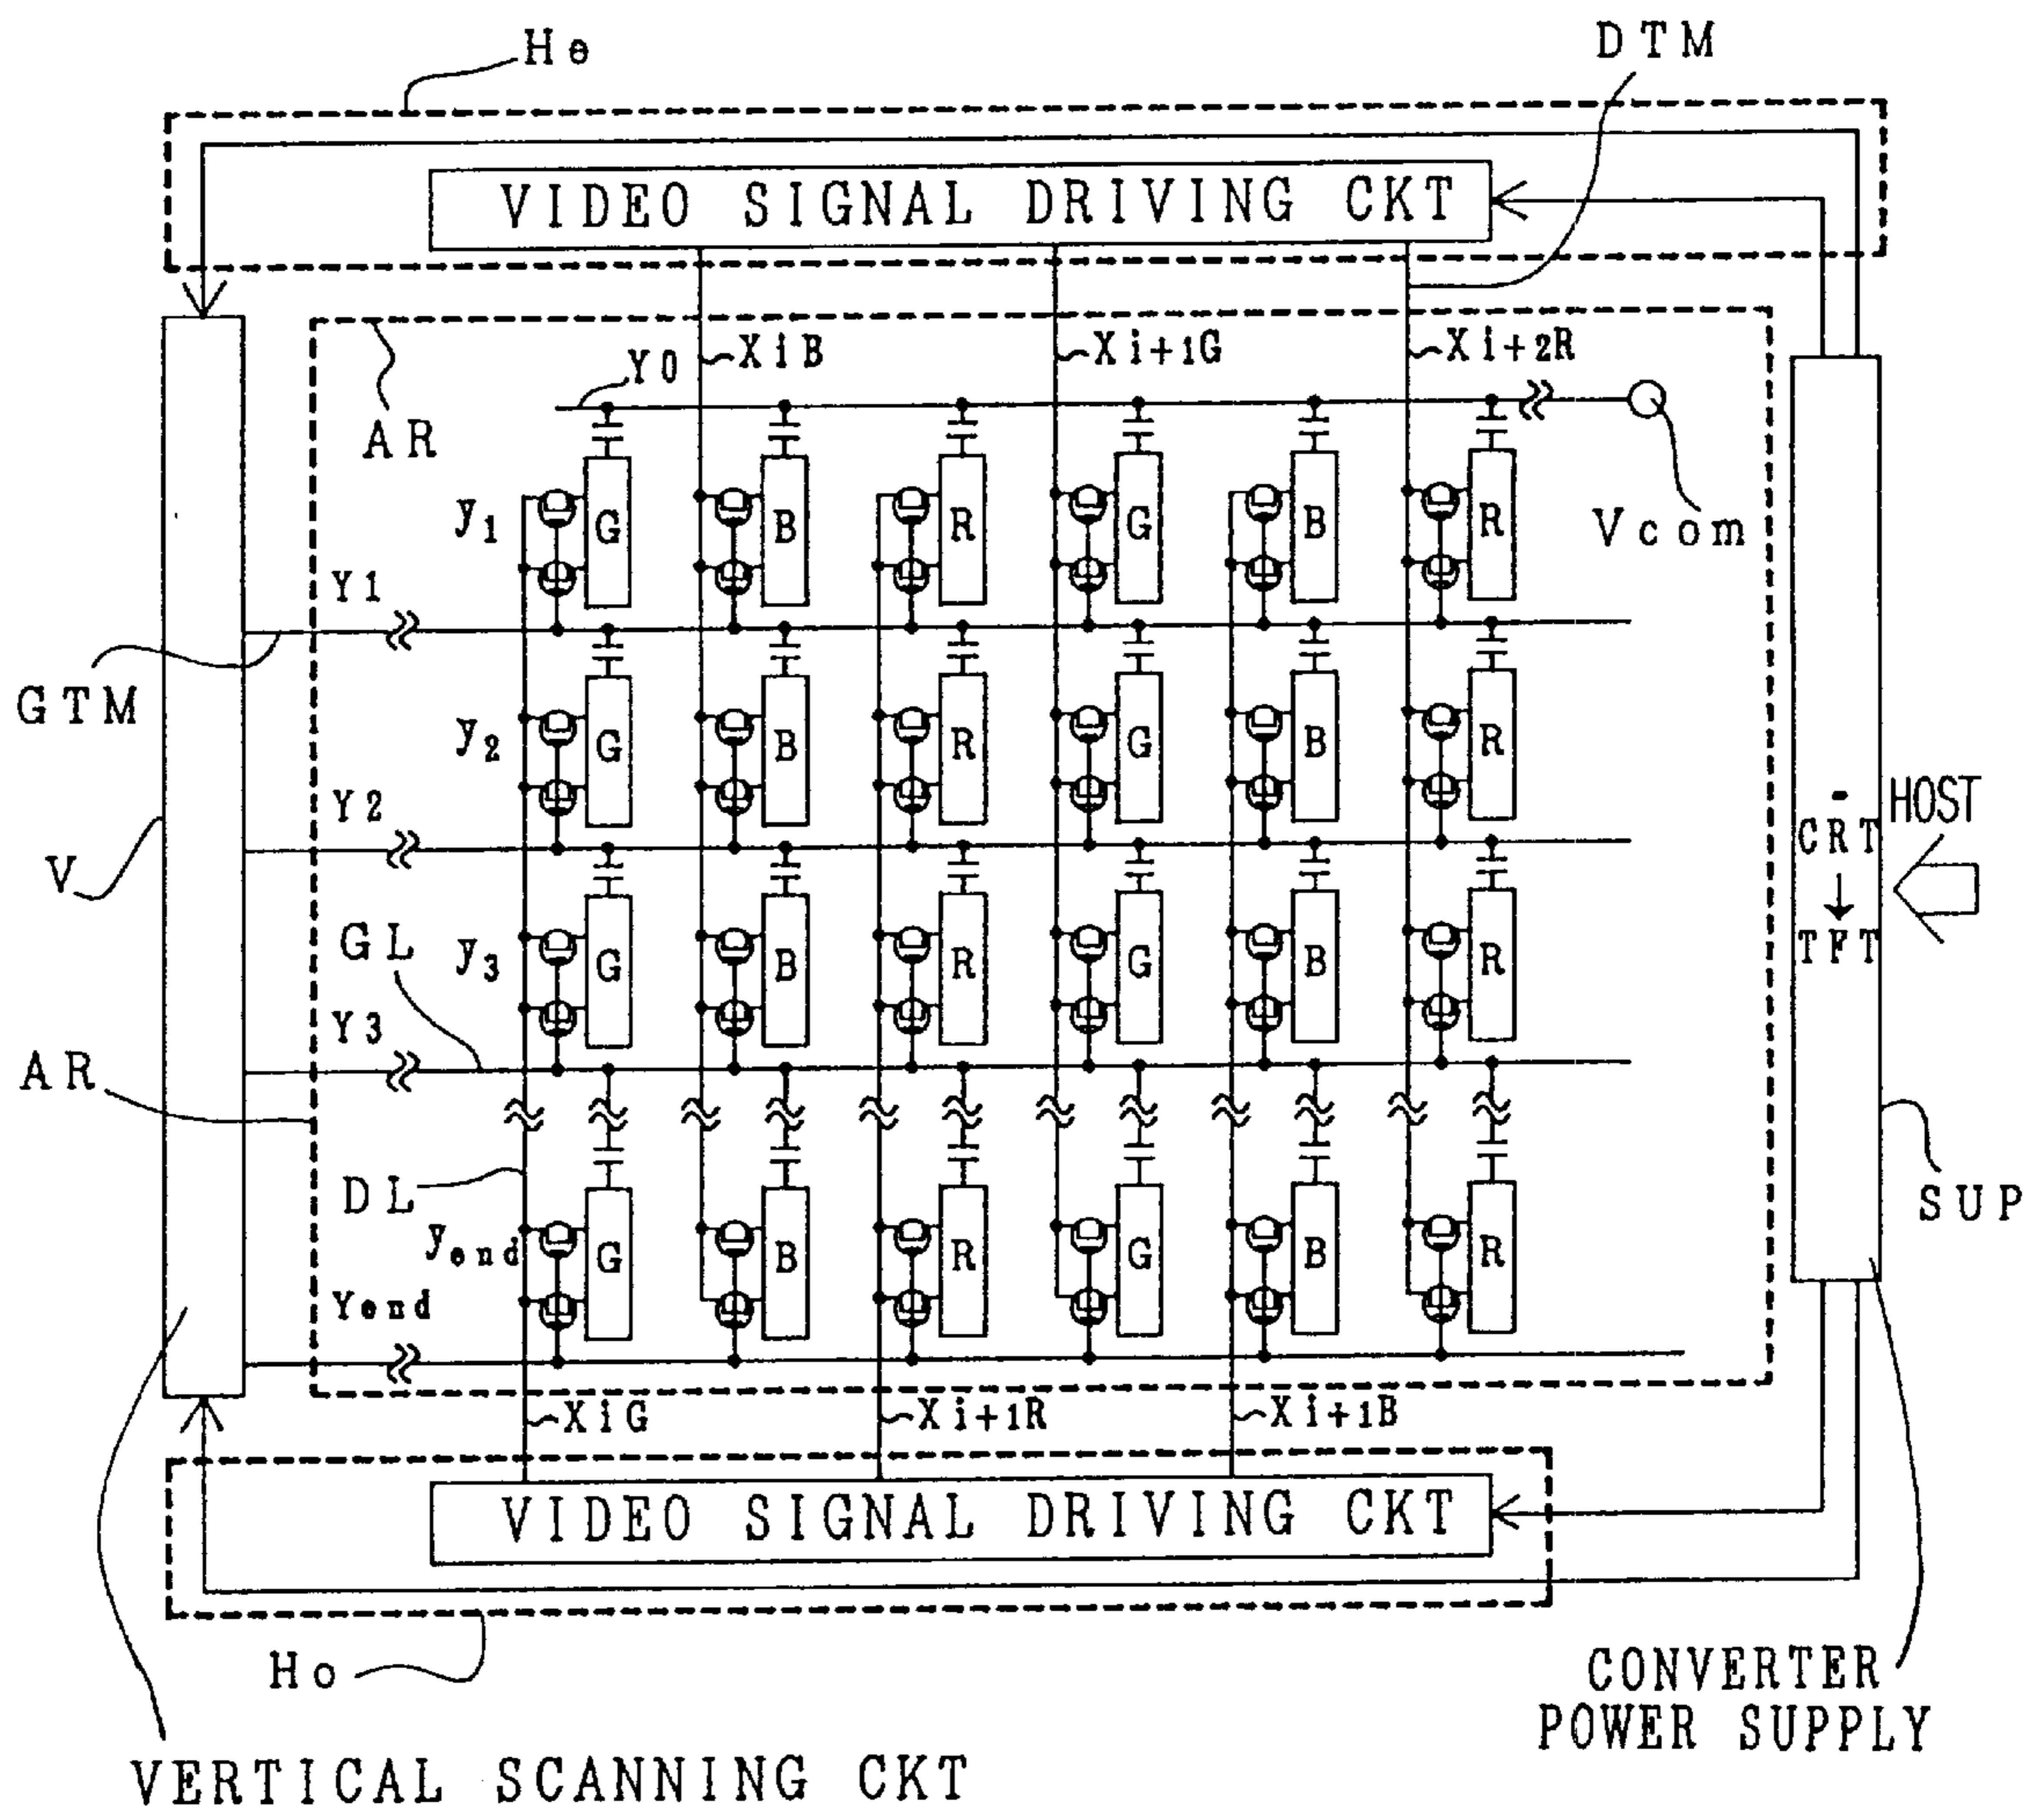 He
DTM
VIDEO SIGNAL DRIVING CKT
XiB
Xi+1G
Xi+2R
Y0
AR
Vcom
y1
G B R G B R
Y1
GTM
y2
G B R G B R
Y2
HOST
CRT
↓
TFT
V
GL
y3
G B R G B R
Y3
AR
DL
SUP
yend
G B R G B R
Yend
XiG
Xi+1R
Xi+1B
VIDEO SIGNAL DRIVING CKT
Ho
CONVERTER
POWER SUPPLY
VERTICAL SCANNING CKT